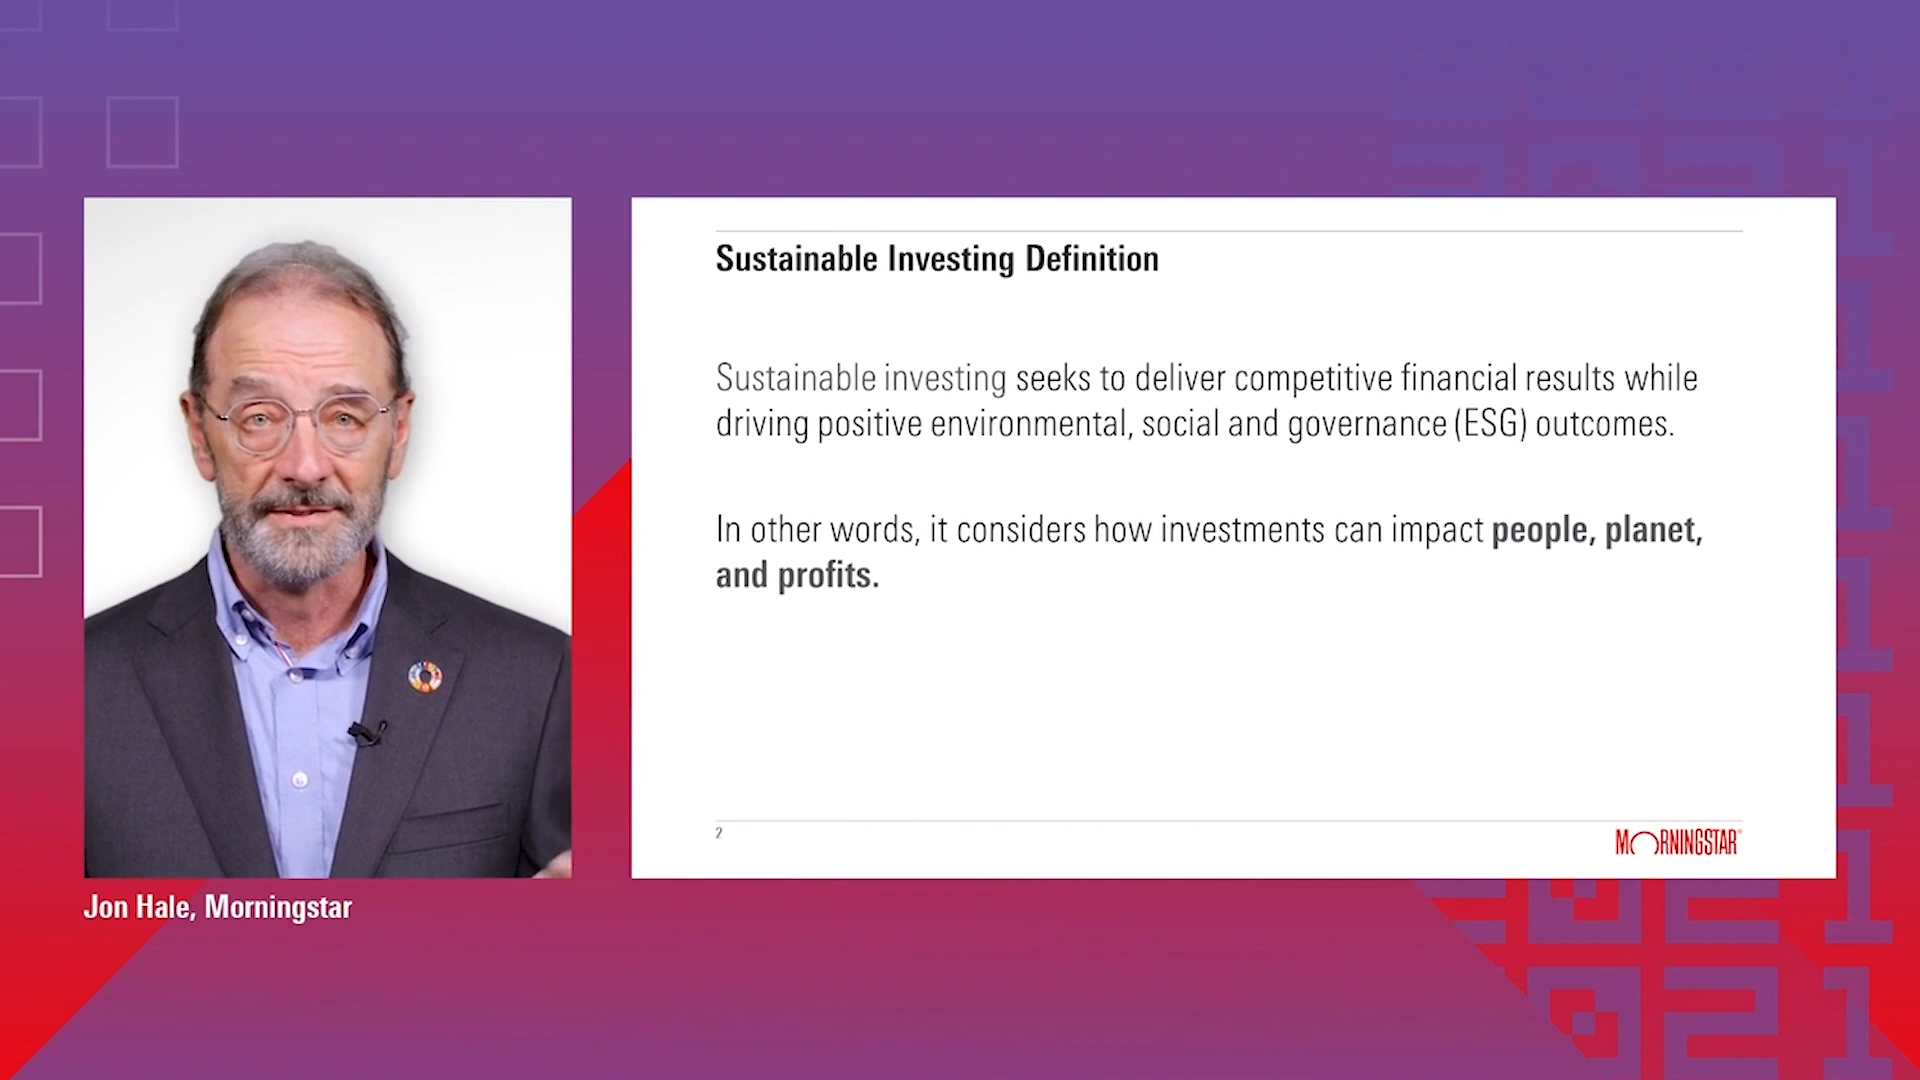 Sustainable Investing Definition
Sustainable investing seeks to deliver competitive financial results while
driving positive environmental, social and governance (ESG) outcomes.
In other words, it considers how investments can impact people, planet,
and profits.
2
MORNINGSTAR®
Jon Hale, Morningstar
2021
2021